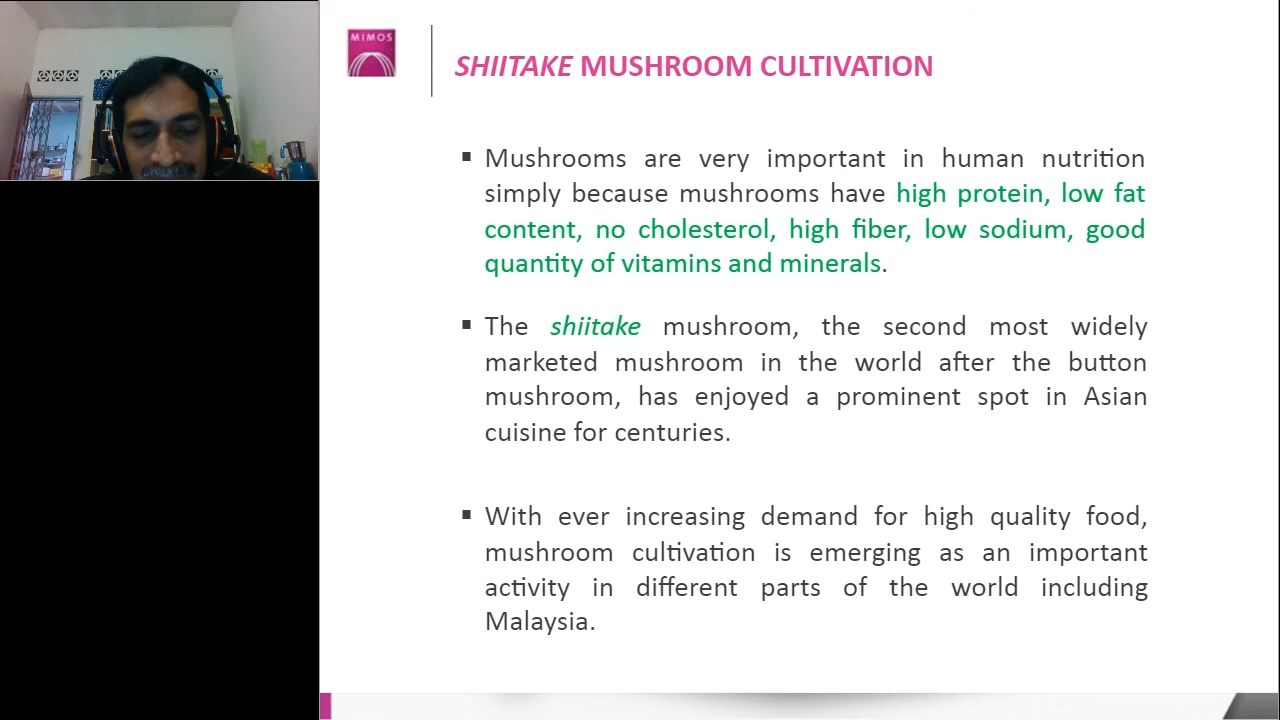 MIMOS
SHIITAKE MUSHROOM CULTIVATION
▪ Mushrooms are very important in human nutrition
simply because mushrooms have high protein, low fat
content, no cholesterol, high fiber, low sodium, good
quantity of vitamins and minerals.
▪ The shiitake mushroom, the second most widely
marketed mushroom in the world after the button
mushroom, has enjoyed a prominent spot in Asian
cuisine for centuries.
▪ With ever increasing demand for high quality food,
mushroom cultivation is emerging as an important
activity in different parts of the world including
Malaysia.